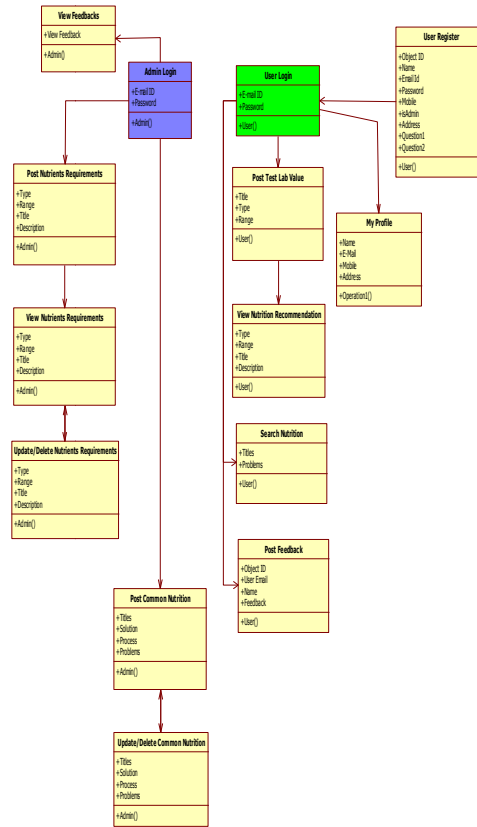 View Feedbacks
+View Feedback
+Admin()
Admin Login
+E-mail ID
+Password
+Admin()
User Login
+E-mail ID
+Password
+User()
User Register
+Object ID
+Name
+Email Id
+Password
+Mobile
+isAdmin
+Address
+Question1
+Question2
+User()
Post Nutrients Requirements
+Type
+Range
+Title
+Description
+Admin()
Post Test Lab Value
+Title
+Type
+Range
+User()
My Profile
+Name
+E-Mail
+Mobile
+Address
+Operation1()
View Nutrients Requirements
+Type
+Range
+Title
+Description
+Admin()
View Nutrition Recommendation
+Type
+Range
+Title
+Description
+User()
Update/Delete Nutrients Requirements
+Type
+Range
+Title
+Description
+Admin()
Search Nutrition
+Titles
+Problems
+User()
Post Feedback
+Object ID
+User Email
+Name
+Feedback
+User()
Post Common Nutrition
+Titles
+Solution
+Process
+Problems
+Admin()
Update/Delete Common Nutrition
+Titles
+Solution
+Process
+Problems
+Admin()